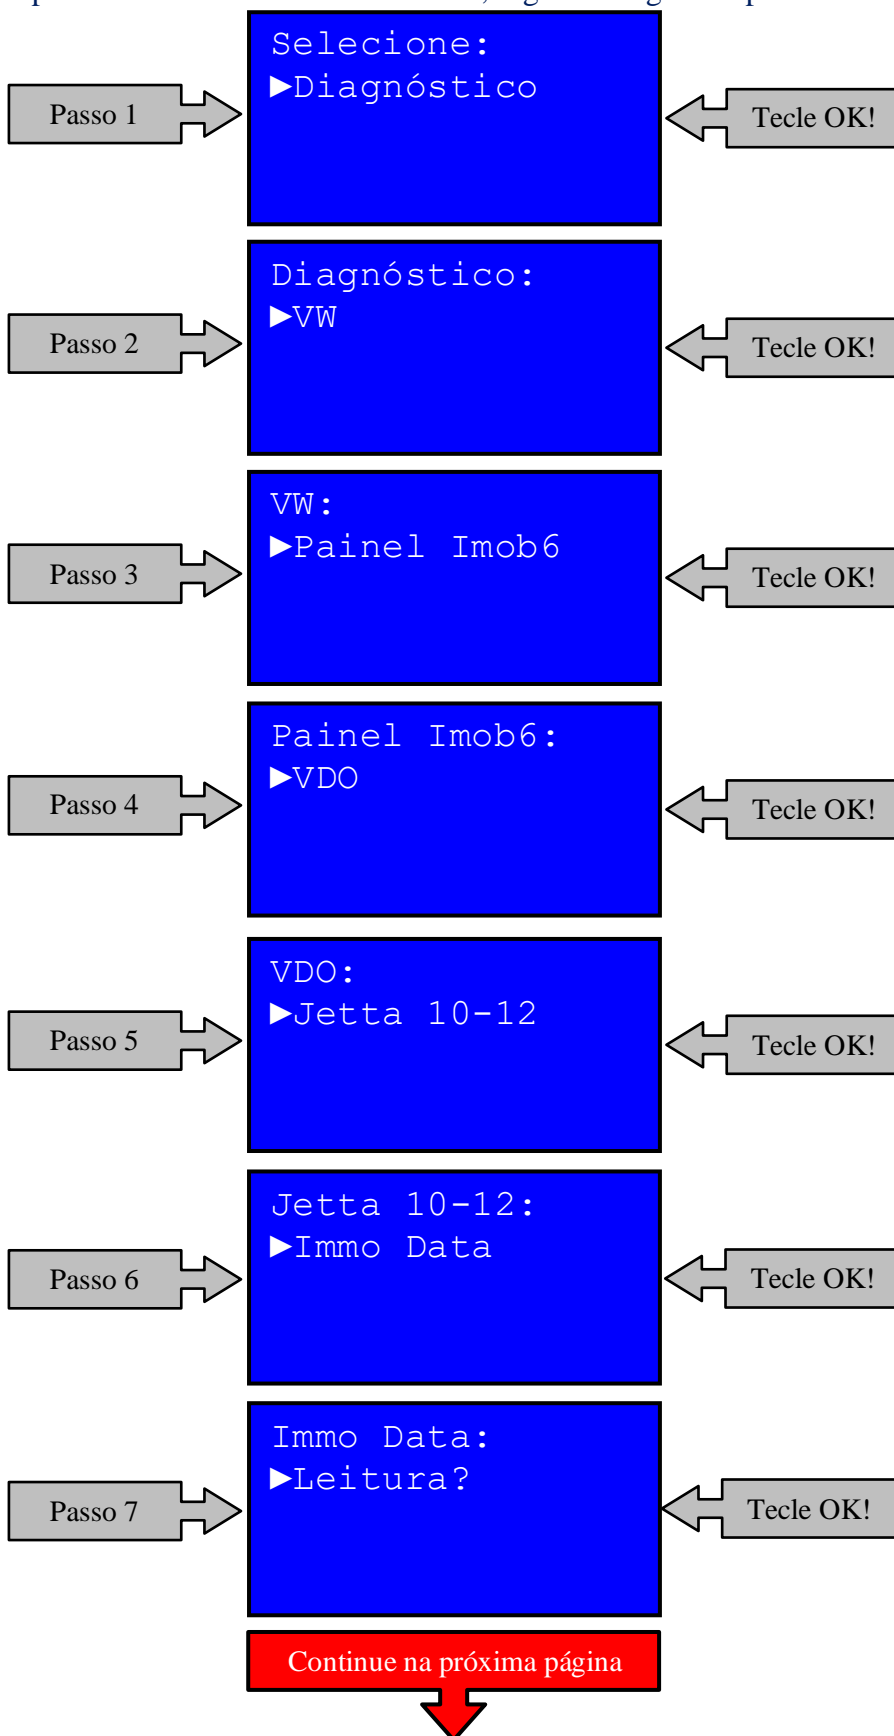 Selecione:
►Diagnóstico
Passo 1
Tecle OK!
Diagnóstico:
►VW
Passo 2
Tecle OK!
VW:
►Painel Imob6
Passo 3
Tecle OK!
Painel Imob6:
►VDO
Passo 4
Tecle OK!
VDO:
►Jetta 10-12
Passo 5
Tecle OK!
Jetta 10-12:
►Immo Data
Passo 6
Tecle OK!
Immo Data:
►Leitura?
Passo 7
Tecle OK!
Continue na próxima página